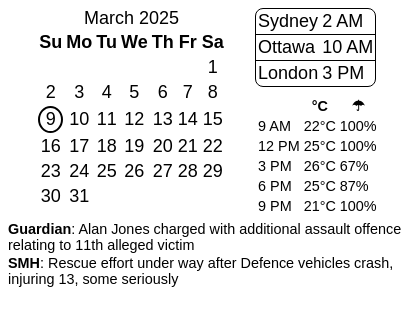 March 2025
Su Mo Tu We Th Fr Sa
1
2 3 4 5 6 7 8
9 10 11 12 13 14 15
16 17 18 19 20 21 22
23 24 25 26 27 28 29
30 31
Sydney 2 AM
Ottawa 10 AM
London 3 PM
°C ☂
9 AM 22°C 100%
12 PM 25°C 100%
3 PM 26°C 67%
6 PM 25°C 87%
9 PM 21°C 100%
Guardian: Alan Jones charged with additional assault offence
relating to 11th alleged victim
SMH: Rescue effort under way after Defence vehicles crash,
injuring 13, some seriously